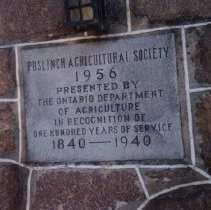 PUSLINCH AGRICULTURAL SOCIETY
1956
PRESENTED BY
THE ONTARIO DEPARTMENT
OF AGRICULTURE
IN RECOGNITION OF
ONE HUNDRED YEARS OF SERVICE
1840—1940